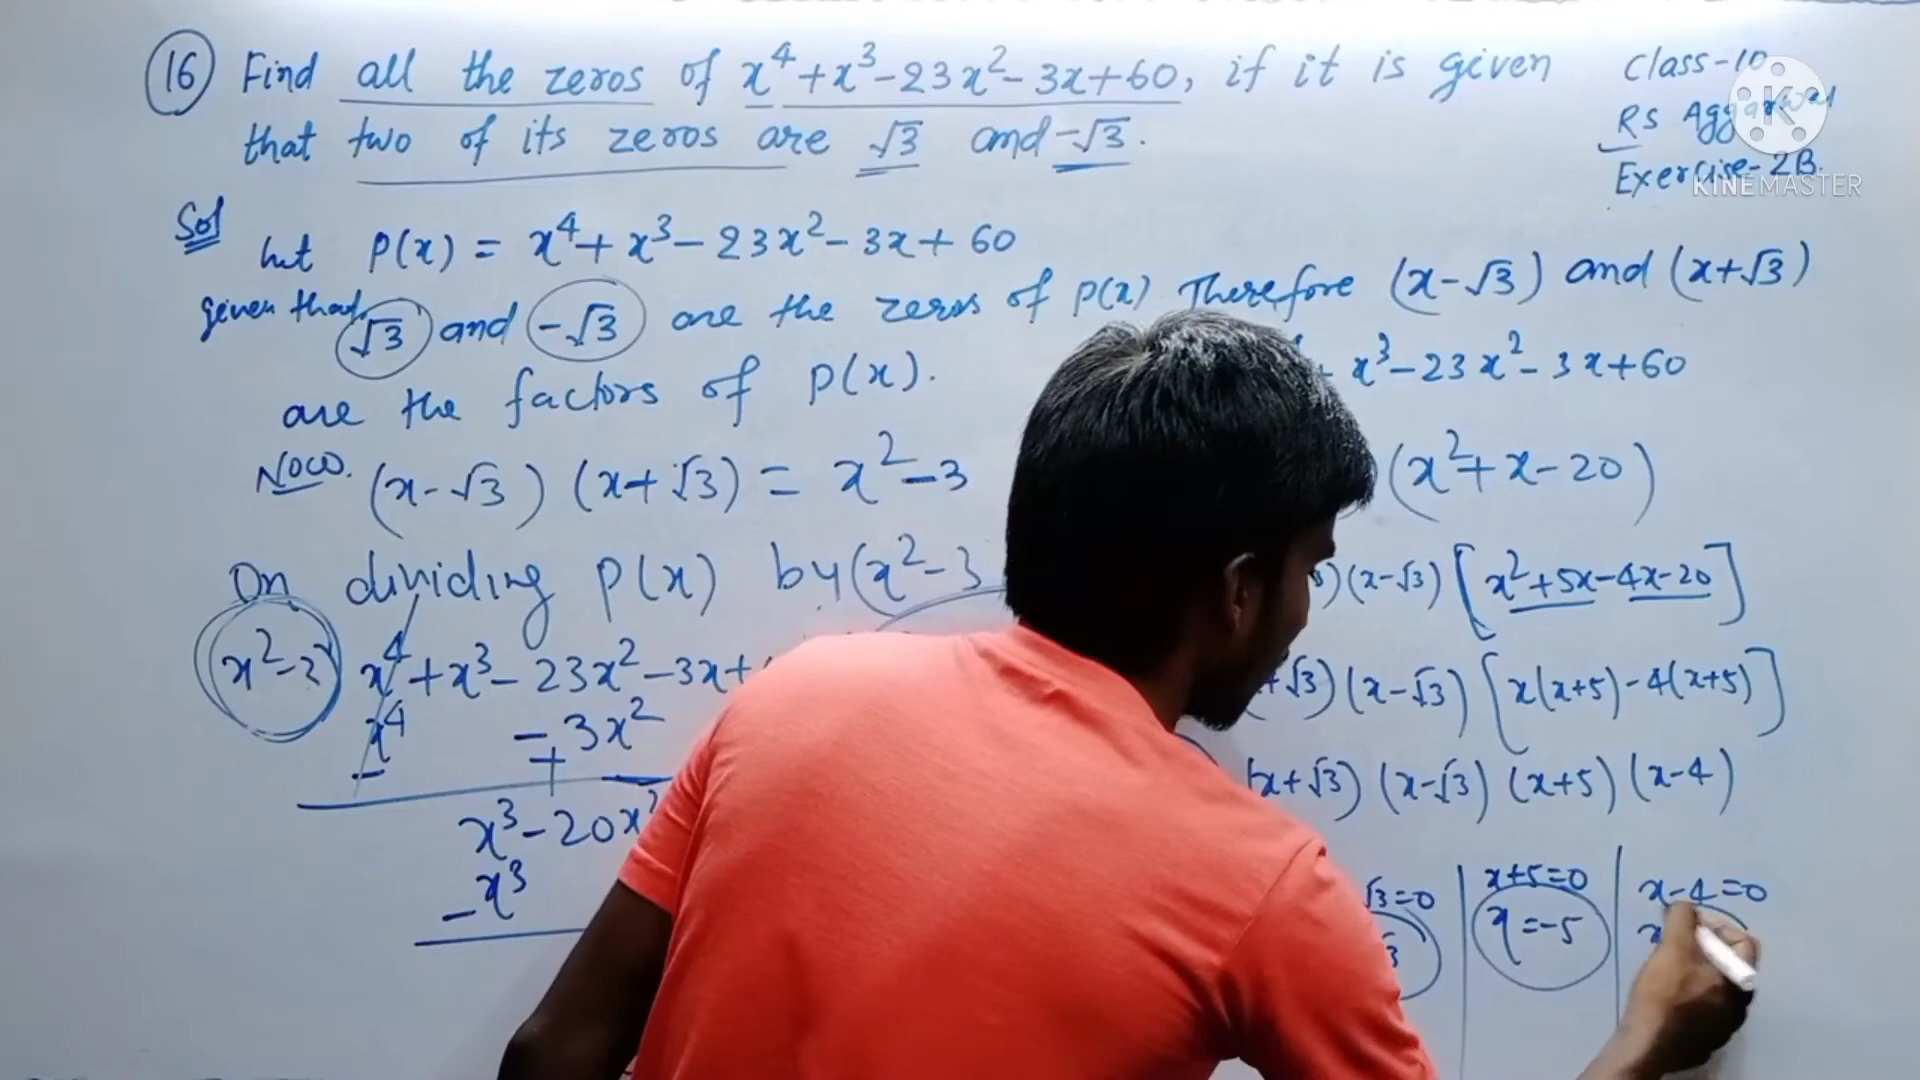 16 Find all the zeros of x⁴+x³-23x²-3x+60, if it is given
that two of its zeros are √3 and -√3.
Class-10
RS
Exercise-2B.
KINEMASTER
Sol
let P(x) = x⁴+x³-23x²-3x+60
given that √3 and -√3 are the zeros of P(x) Therefore (x-√3) and (x+√3)
are the factors of P(x).
Now. (x-√3) (x+√3) = x²-3
On dividing P(x) by (x²-3
x²-3) x⁴+x³-23x²-3x+
x⁴ -3x²
- +
x³-20x²
-x³
x³-23x²-3x+60
(x²+x-20)
)(x-√3) [x²+5x-4x-20]
+√3)(x-√3) [x(x+5)-4(x+5)]
(x+√3) (x-√3) (x+5) (x-4)
√3=0 | x+5=0 | x-4=0
3 | x=-5 | x